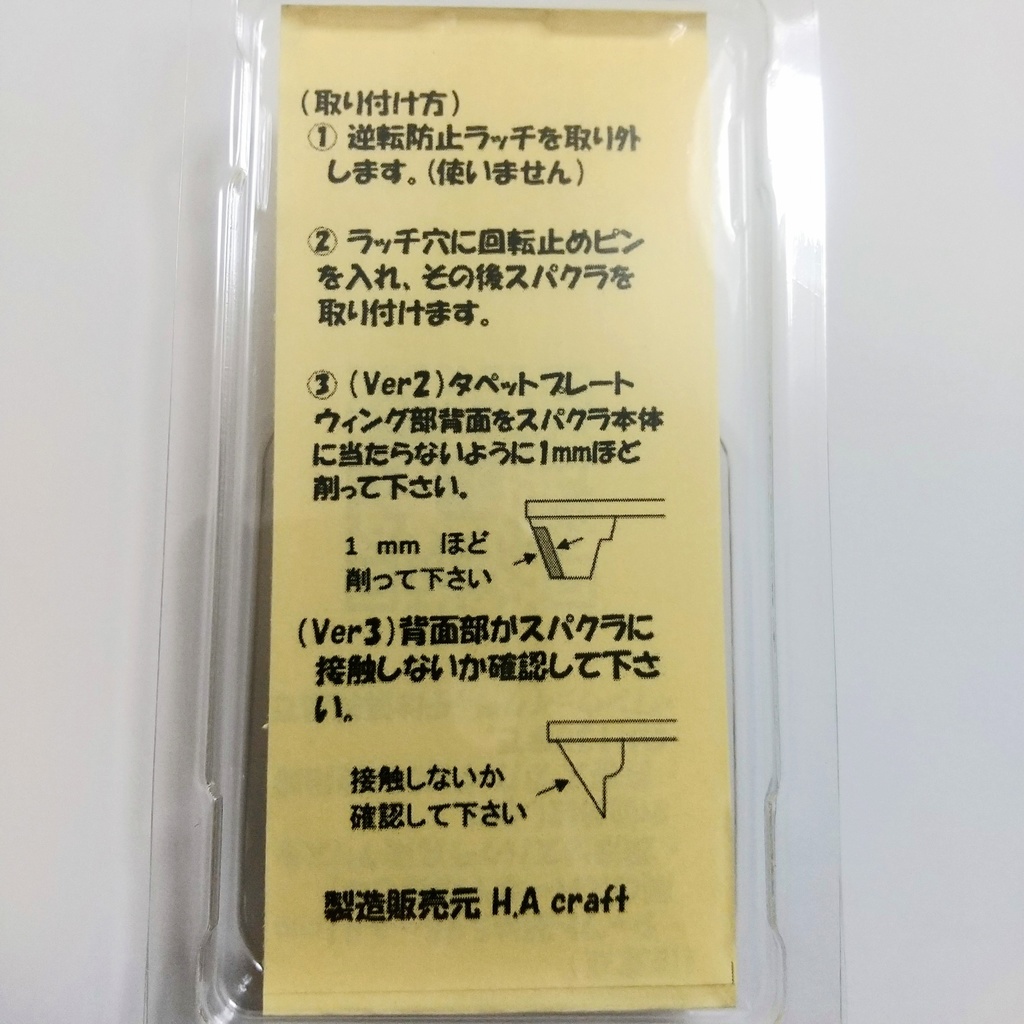 (取り付け方)
① 逆転防止ラッチを取り外
します。(使いません)
② ラッチ穴に回転止めピン
を入れ、その後スパクラを
取り付けます。
③ (Ver2)タペットプレート
ウィング部背面をスパクラ本体
に当たらないように1mmほど
削って下さい。
1 mm ほど
削って下さい
(Ver3)背面部がスパクラに
接触しないか確認して下さ
い。
接触しないか
確認して下さい
製造販売元 H.A craft